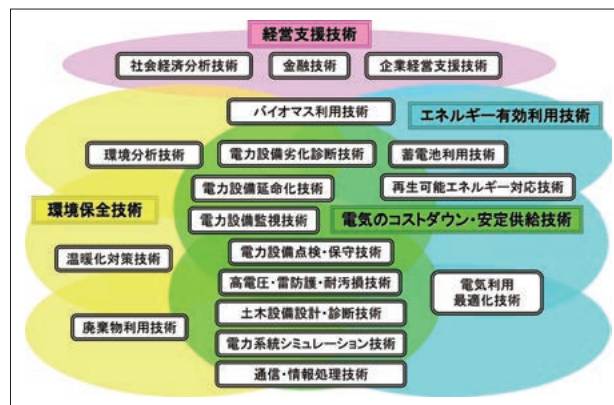 経営支援技術
社会経済分析技術
金融技術
企業経営支援技術
バイオマス利用技術
エネルギー有効利用技術
環境分析技術
電力設備劣化診断技術
蓄電池利用技術
電力設備延命化技術
再生可能エネルギー対応技術
環境保全技術
電力設備監視技術
電気のコストダウン・安定供給技術
電力設備点検・保守技術
温暖化対策技術
高電圧・雷防護・耐汚損技術
電気利用
最適化技術
土木設備設計・診断技術
廃棄物利用技術
電力系統シミュレーション技術
通信・情報処理技術